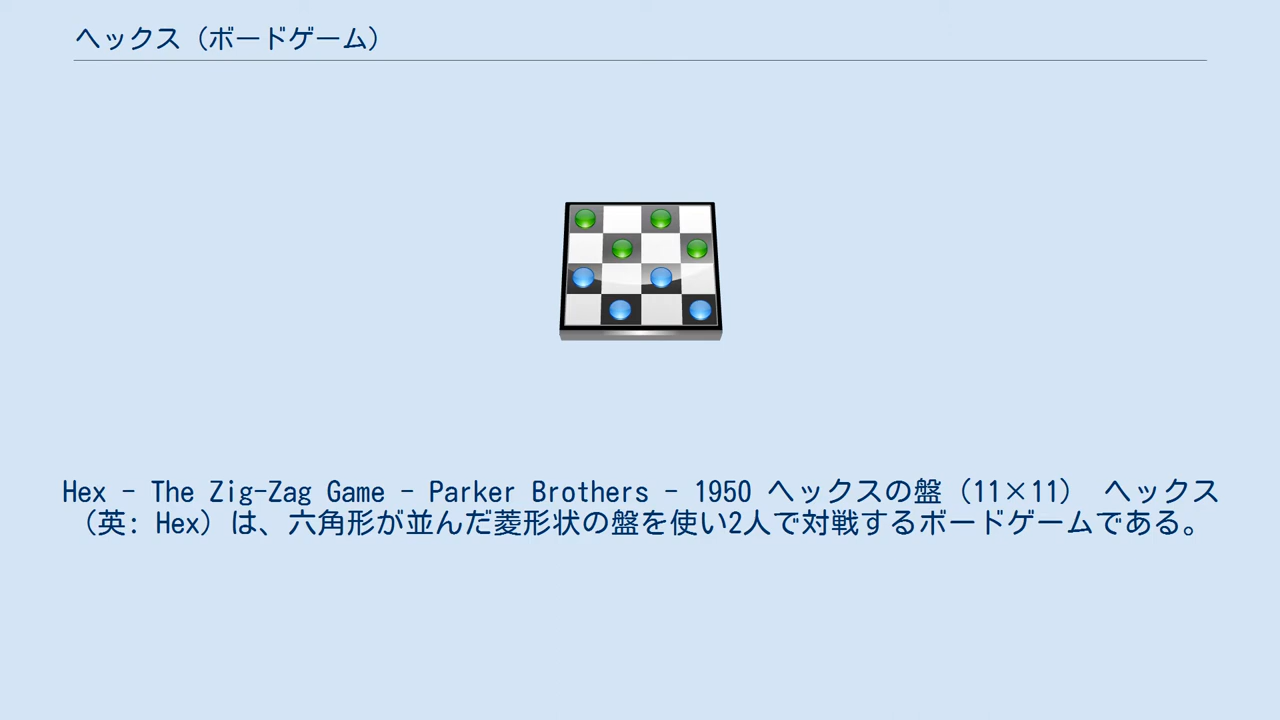 ヘックス（ボードゲーム）
Hex - The Zig-Zag Game - Parker Brothers - 1950 ヘックスの盤（11×11） ヘックス
（英: Hex）は、六角形が並んだ菱形状の盤を使い2人で対戦するボードゲームである。